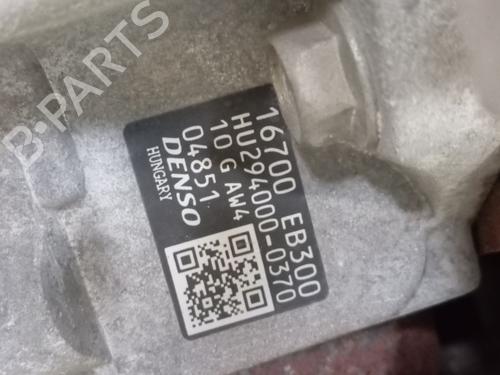 B-PARTS
16700 EB300
HU294000-0370
10 G AW4
04851
DENSO
HUNGARY